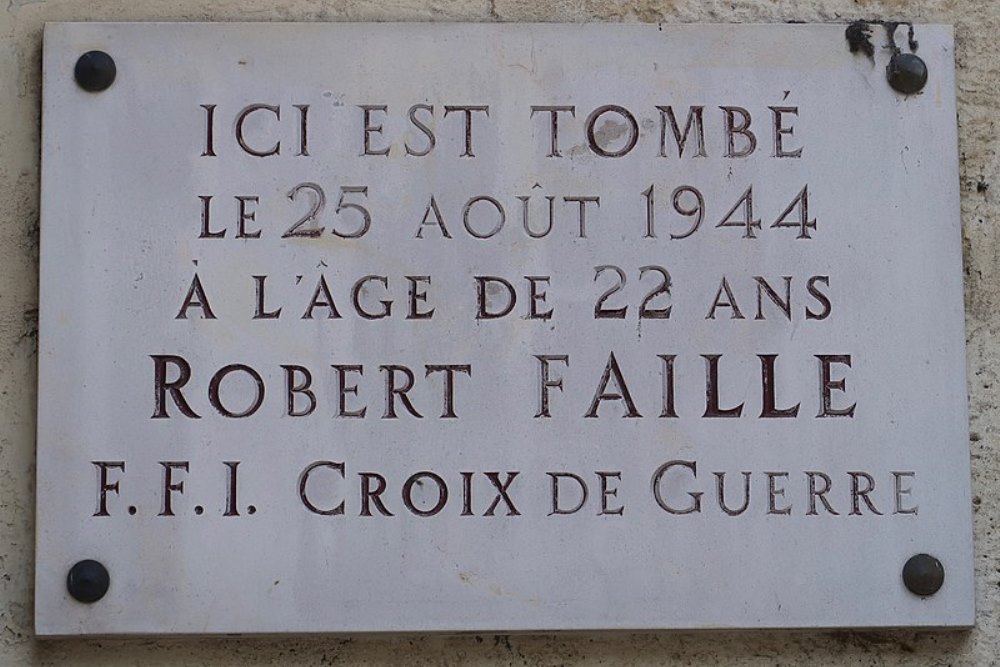 ICI EST TOMBÉ
LE 25 AOÛT 1944
À L'ÂGE DE 22 ANS
ROBERT FAILLE
F.F.I. CROIX DE GUERRE